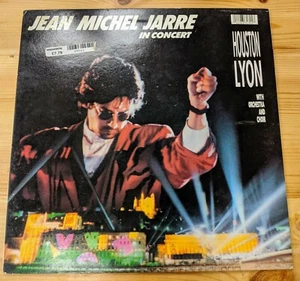 JEAN MICHEL JARRE
IN CONCERT
HOUSTON
LYON
WITH
ORCHESTRA
AND
CHOIR